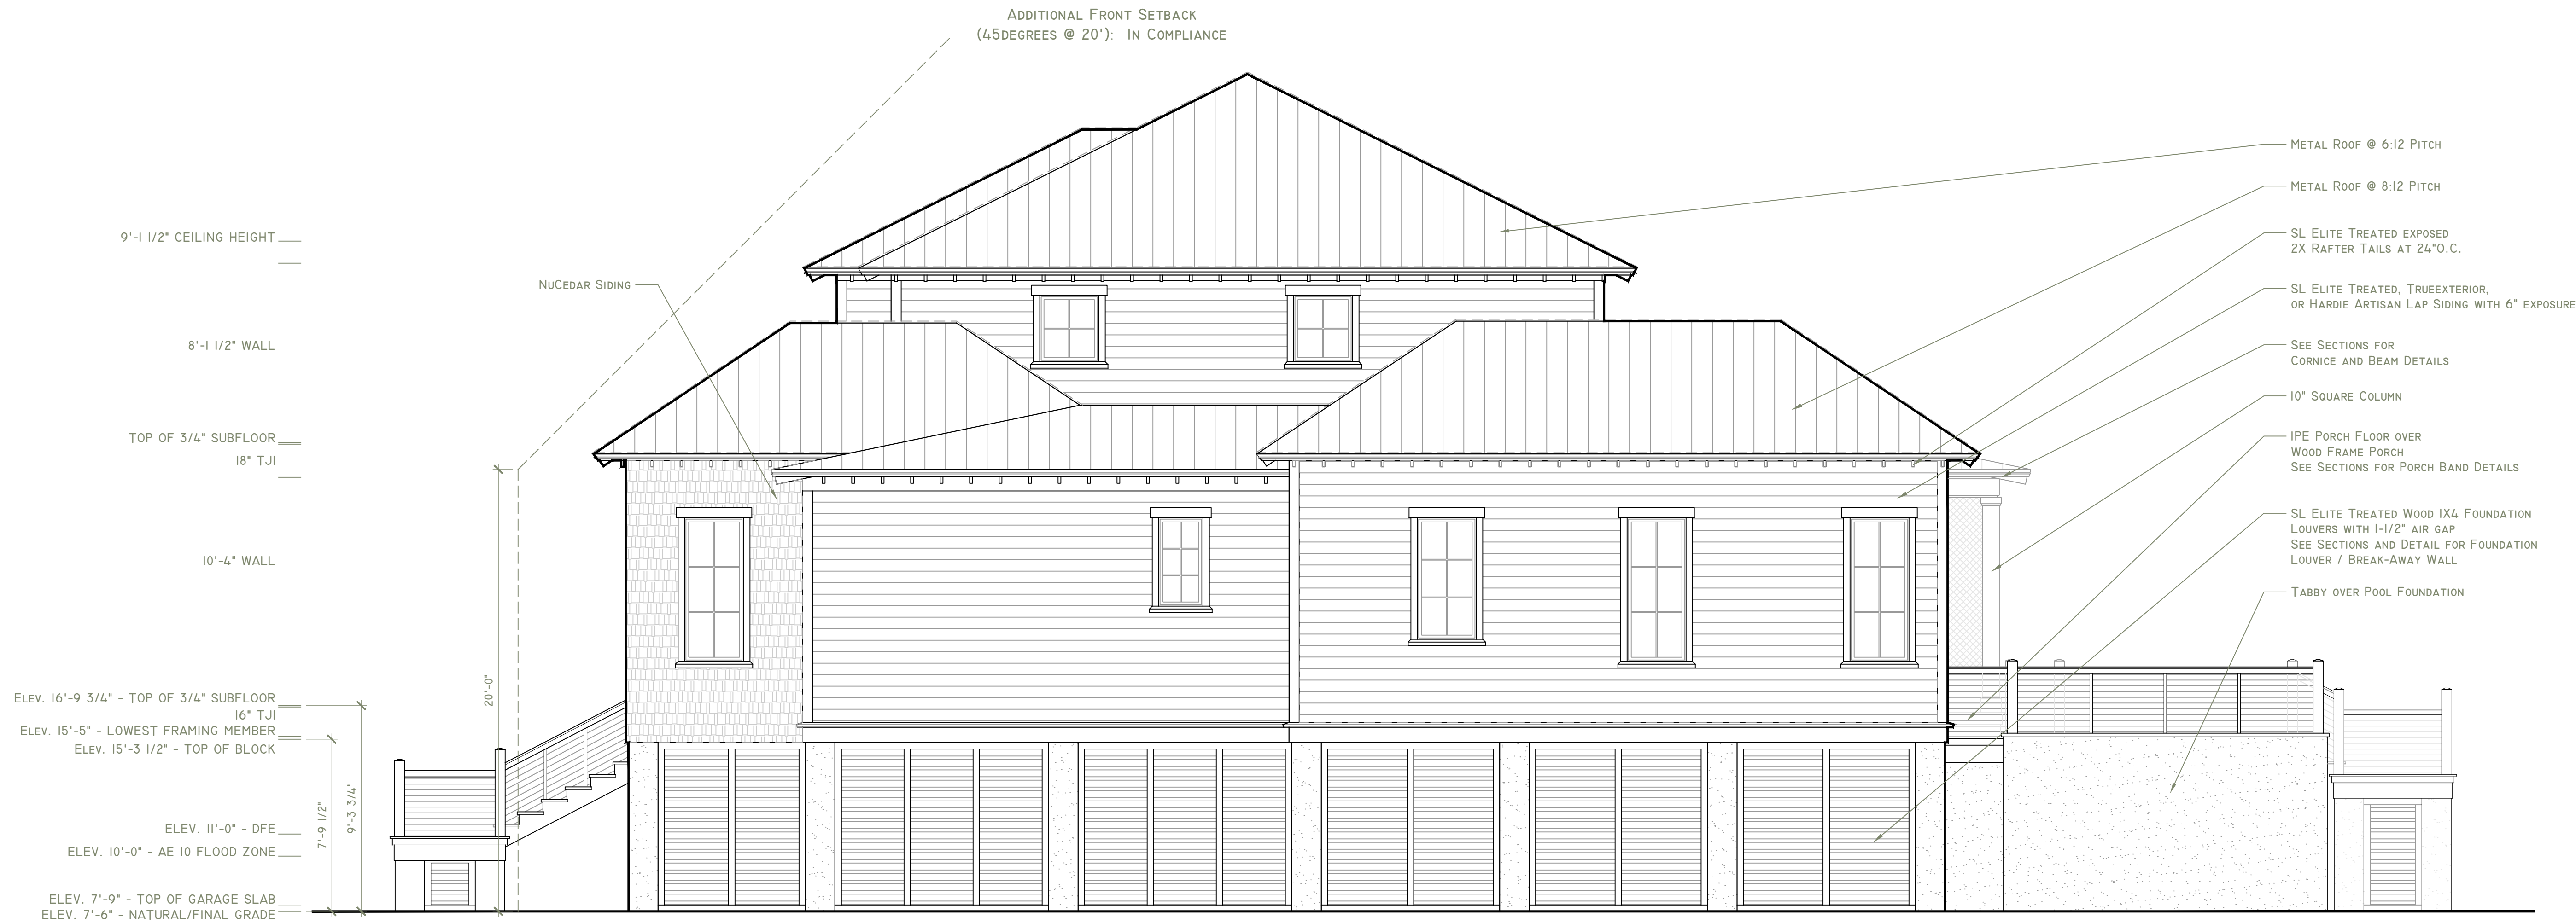 Additional Front Setback
(45degrees @ 20'): In Compliance
9'-1 1/2" CEILING HEIGHT
8'-1 1/2" WALL
TOP OF 3/4" SUBFLOOR
18" TJI
10'-4" WALL
Elev. 16'-9 3/4" - TOP OF 3/4" SUBFLOOR
16" TJI
Elev. 15'-5" - LOWEST FRAMING MEMBER
Elev. 15'-3 1/2" - TOP OF BLOCK
ELEV. 11'-0" - DFE
ELEV. 10'-0" - AE 10 FLOOD ZONE
ELEV. 7'-9" - TOP OF GARAGE SLAB
ELEV. 7'-6" - NATURAL/FINAL GRADE
7'-9 1/2"
9'-3 3/4"
20'-0"
NuCedar Siding
Metal Roof @ 6:12 Pitch
Metal Roof @ 8:12 Pitch
SL Elite Treated exposed
2X Rafter Tails at 24"O.C.
SL Elite Treated, Trueexterior,
or Hardie Artisan Lap Siding with 6" exposure
See Sections for
Cornice and Beam Details
10" Square Column
IPE Porch Floor over
Wood Frame Porch
See Sections for Porch Band Details
SL Elite Treated Wood 1X4 Foundation
Louvers with 1-1/2" air gap
See Sections and Detail for Foundation
Louver / Break-Away Wall
Tabby over Pool Foundation